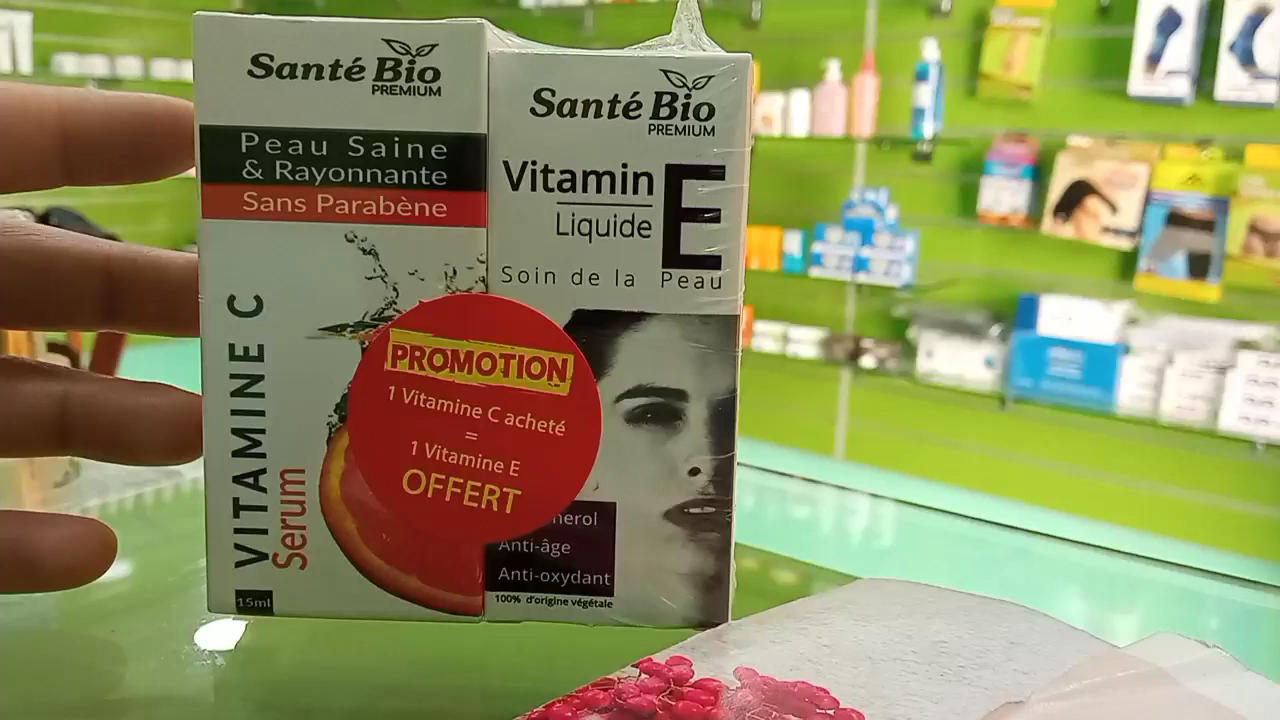 Santé Bio
PREMIUM
Peau Saine
& Rayonnante
Sans Parabène
VITAMINE C
Serum
15ml
Santé Bio
PREMIUM
Vitamin E
Liquide
Soin de la Peau
PROMOTION
1 Vitamine C acheté
=
1 Vitamine E
OFFERT
Anti-âge
Anti-oxydant
100% d'origine végétale